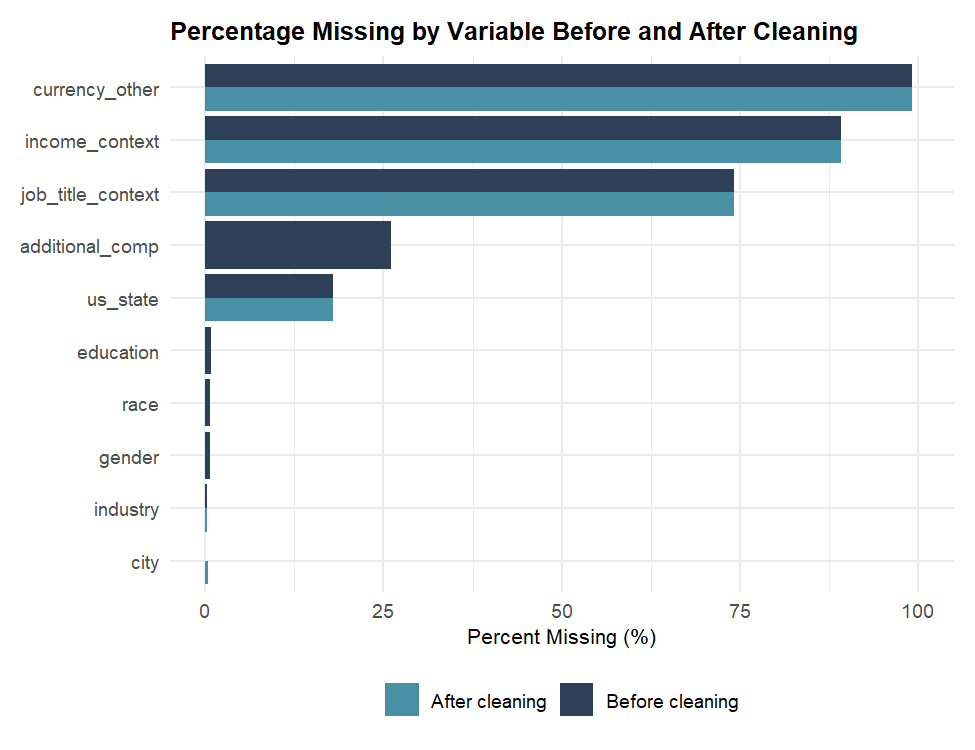 Percentage Missing by Variable Before and After Cleaning
currency_other
income_context
job_title_context
additional_comp
us_state
education
race
gender
industry
city
0 25 50 75 100
Percent Missing (%)
After cleaning Before cleaning